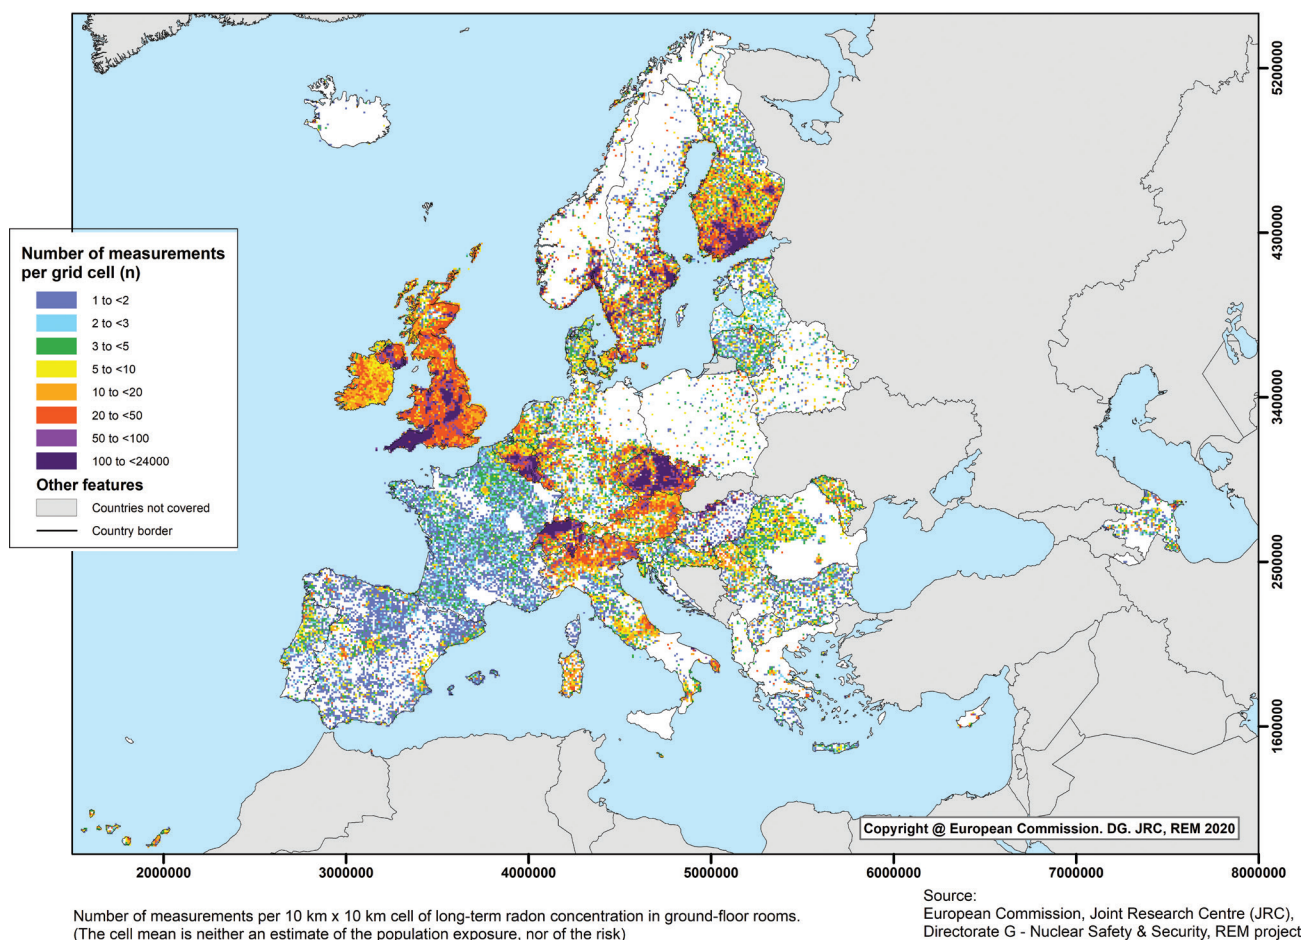 Number of measurements
per grid cell (n)
1 to <2
2 to <3
3 to <5
5 to <10
10 to <20
20 to <50
50 to <100
100 to <24000
Other features
Countries not covered
Country border
5200000
4300000
3400000
2500000
1600000
Copyright @ European Commission. DG. JRC, REM 2020
2000000 3000000 4000000 5000000 6000000 7000000 8000000
Number of measurements per 10 km x 10 km cell of long-term radon concentration in ground-floor rooms.
(The cell mean is neither an estimate of the population exposure, nor of the risk)
Source:
European Commission, Joint Research Centre (JRC),
Directorate G - Nuclear Safety & Security, REM project